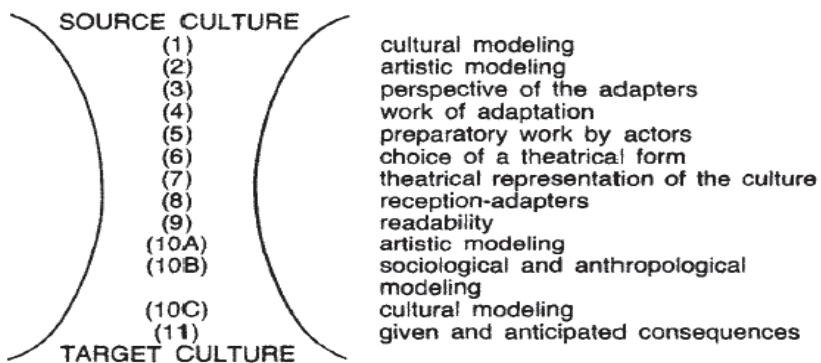 SOURCE CULTURE
(1) cultural modeling
(2) artistic modeling
(3) perspective of the adapters
(4) work of adaptation
(5) preparatory work by actors
(6) choice of a theatrical form
(7) theatrical representation of the culture
(8) reception-adapters
(9) readability
(10A) artistic modeling
(10B) sociological and anthropological
modeling
(10C) cultural modeling
(11) given and anticipated consequences
TARGET CULTURE